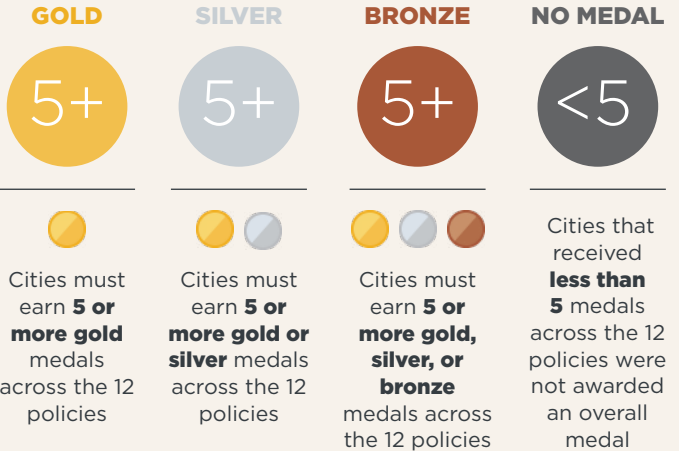 GOLD
5+
Cities must
earn 5 or
more gold
medals
across the 12
policies
SILVER
5+
Cities must
earn 5 or
more gold or
silver medals
across the 12
policies
BRONZE
5+
Cities must
earn 5 or
more gold,
silver, or
bronze
medals across
the 12 policies
NO MEDAL
<5
Cities that
received
less than
5 medals
across the 12
policies were
not awarded
an overall
medal